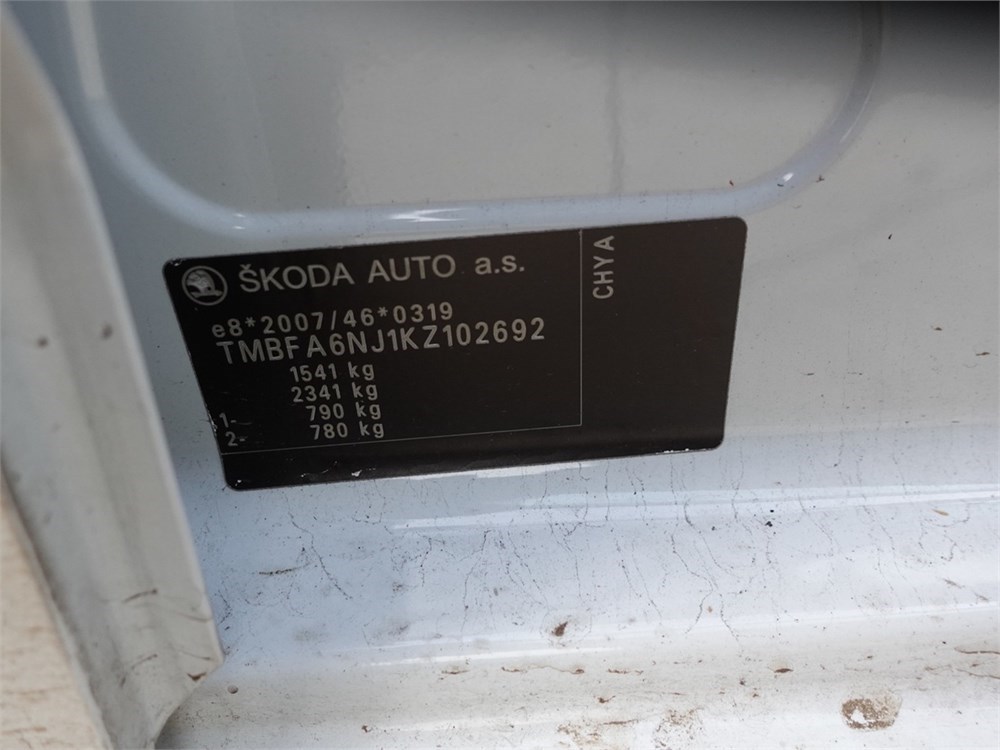 ŠKODA AUTO a.s.
e8*2007/46*0319
TMBFA6NJ1KZ102692
1541 kg
2341 kg
1- 790 kg
2- 780 kg
CHYA